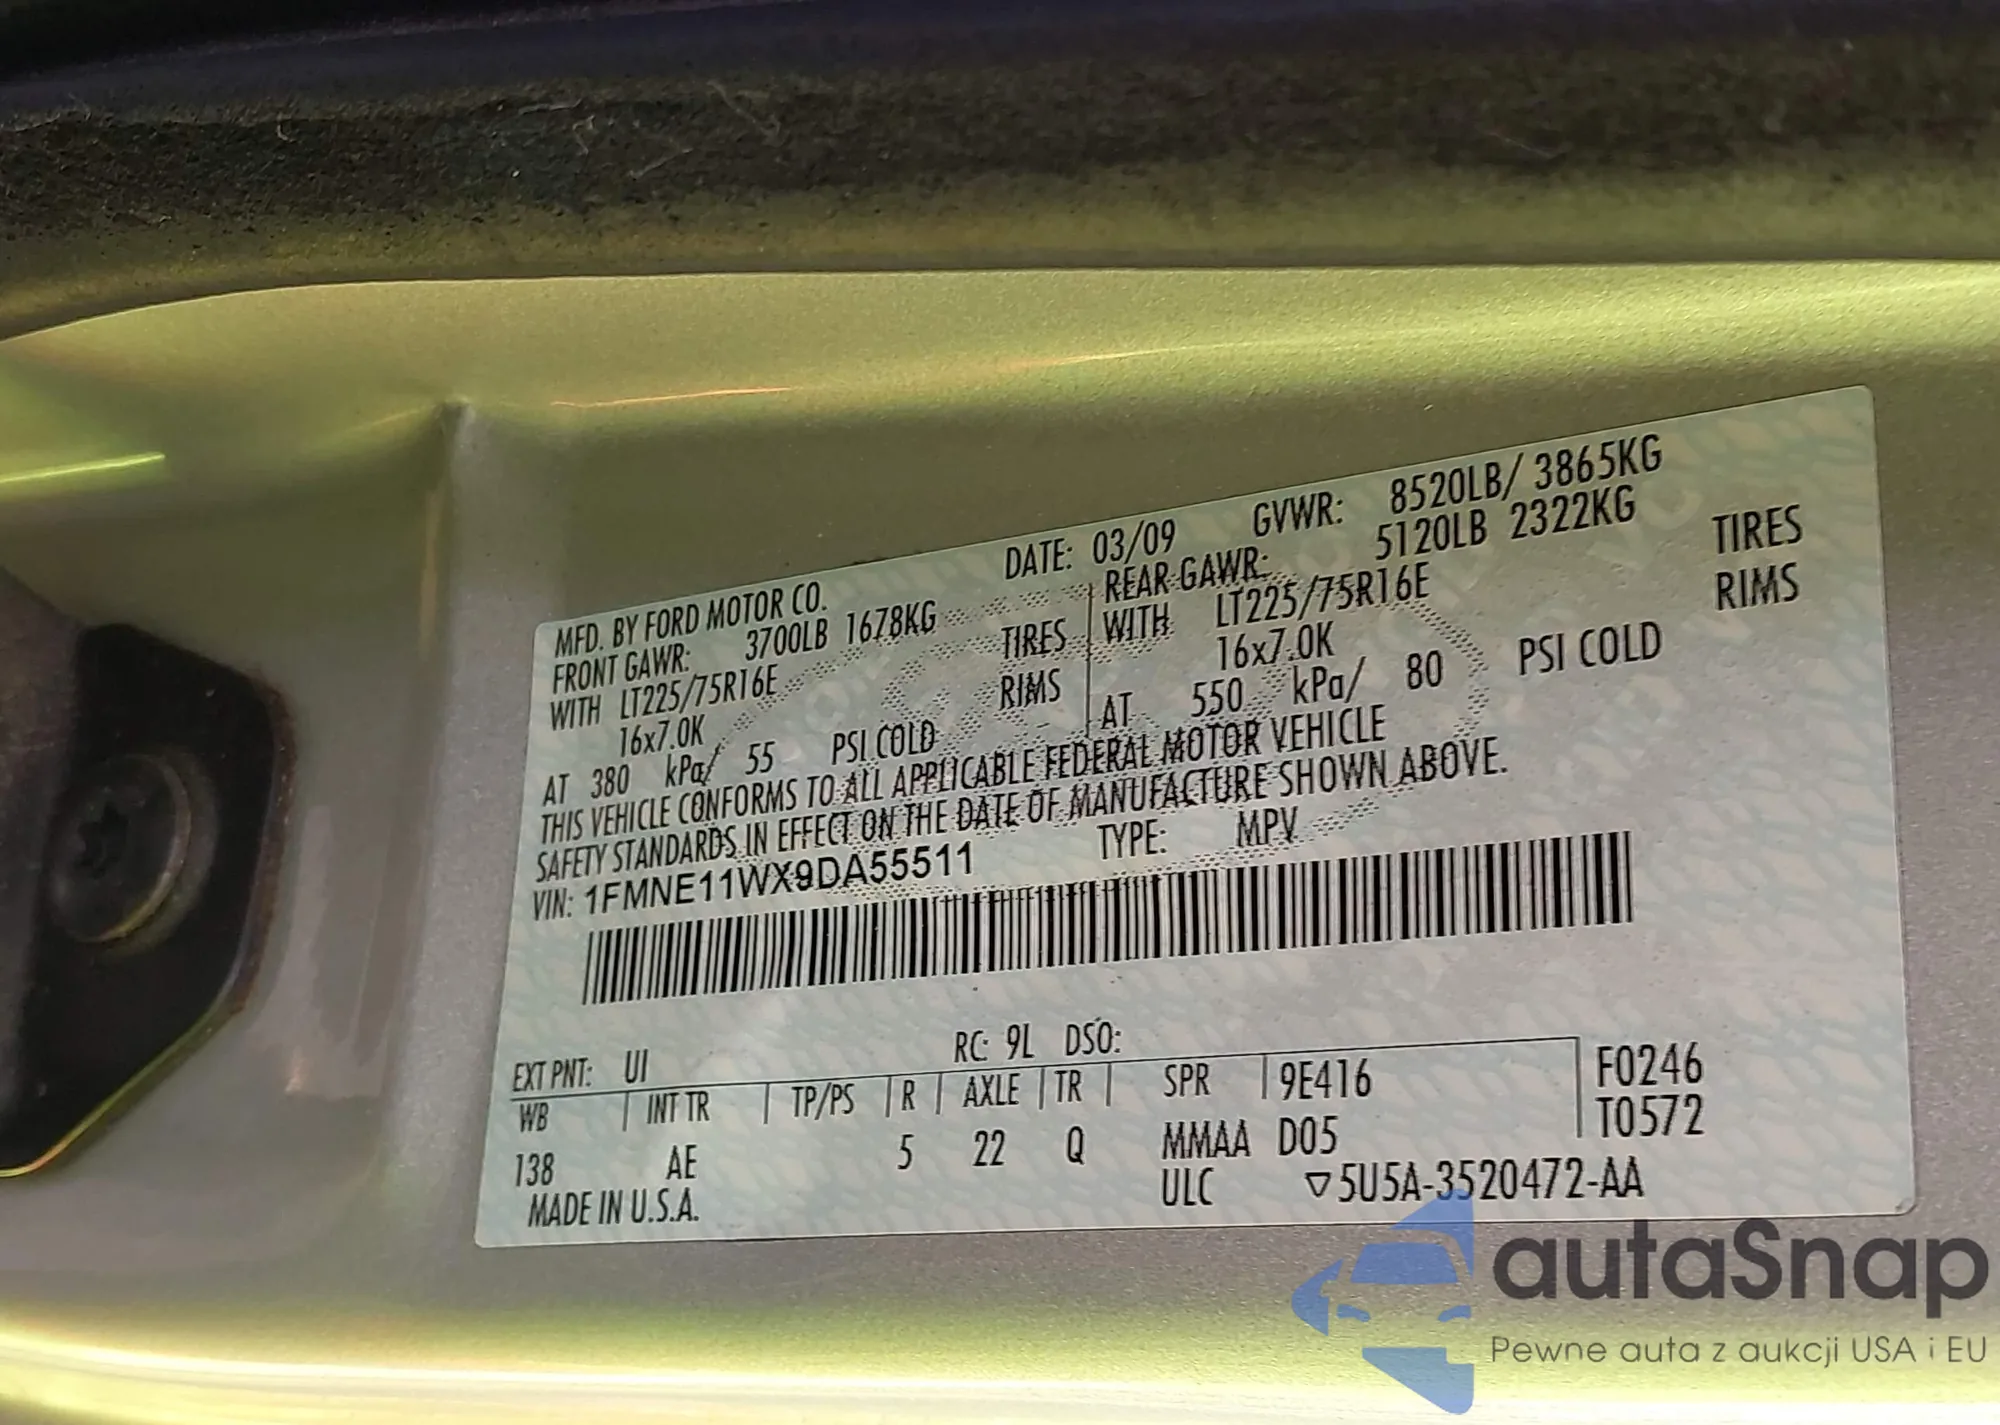 MFD. BY FORD MOTOR CO. DATE: 03/09 GVWR: 8520LB/ 3865KG
FRONT GAWR: 3700LB 1678KG REAR GAWR: 5120LB 2322KG
WITH LT225/75R16E TIRES WITH LT225/75R16E TIRES
16x7.0K RIMS 16x7.0K RIMS
AT 380 kPa/ 55 PSI COLD AT 550 kPa/ 80 PSI COLD
THIS VEHICLE CONFORMS TO ALL APPLICABLE FEDERAL MOTOR VEHICLE
SAFETY STANDARDS IN EFFECT ON THE DATE OF MANUFACTURE SHOWN ABOVE.
VIN: 1FMNE11WX9DA55511 TYPE: MPV
EXT PNT: UI RC: 9L DSO:
WB INT TR TP/PS R AXLE TR SPR 9E416 F0246
138 AE 5 22 Q MMAA D05 T0572
MADE IN U.S.A. ULC ▽5U5A-3520472-AA
autaSnap
Pewne auta z aukcji USA i EU